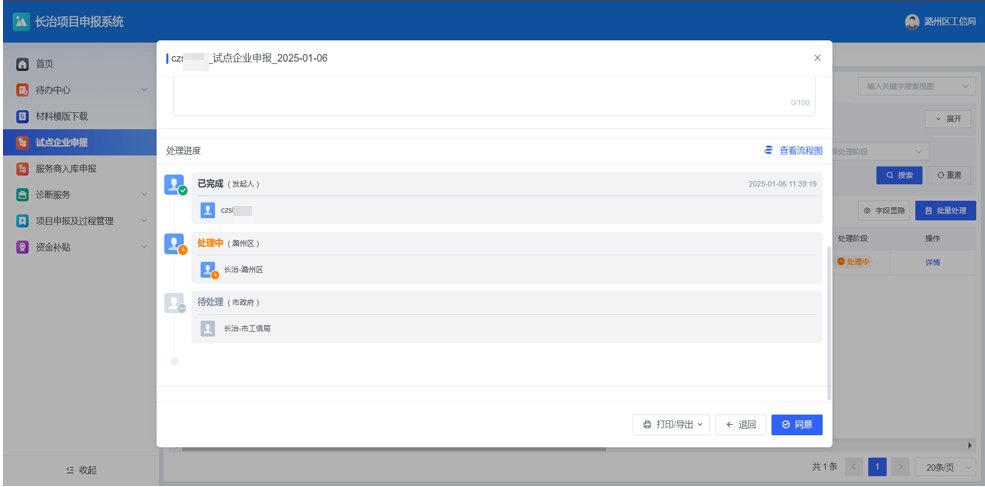 长治项目申报系统
潞州区工信局
首页
待办中心
材料模版下载
试点企业申报
服务商入库申报
诊断服务
项目申报及过程管理
资金补贴
收起
czs
_试点企业申报_2025-01-06
0/100
处理进度
查看流程图
已完成（发起人）
2025-01-06 11:39:19
czs
处理中（潞州区）
长治-潞州区
待处理（市政府）
长治-市工信局
打印/导出
退回
同意
输入关键字搜索视图
展开
处理阶段
搜索
重置
字段显隐
批量处理
处理阶段
操作
处理中
详情
共 1 条
1
20条/页